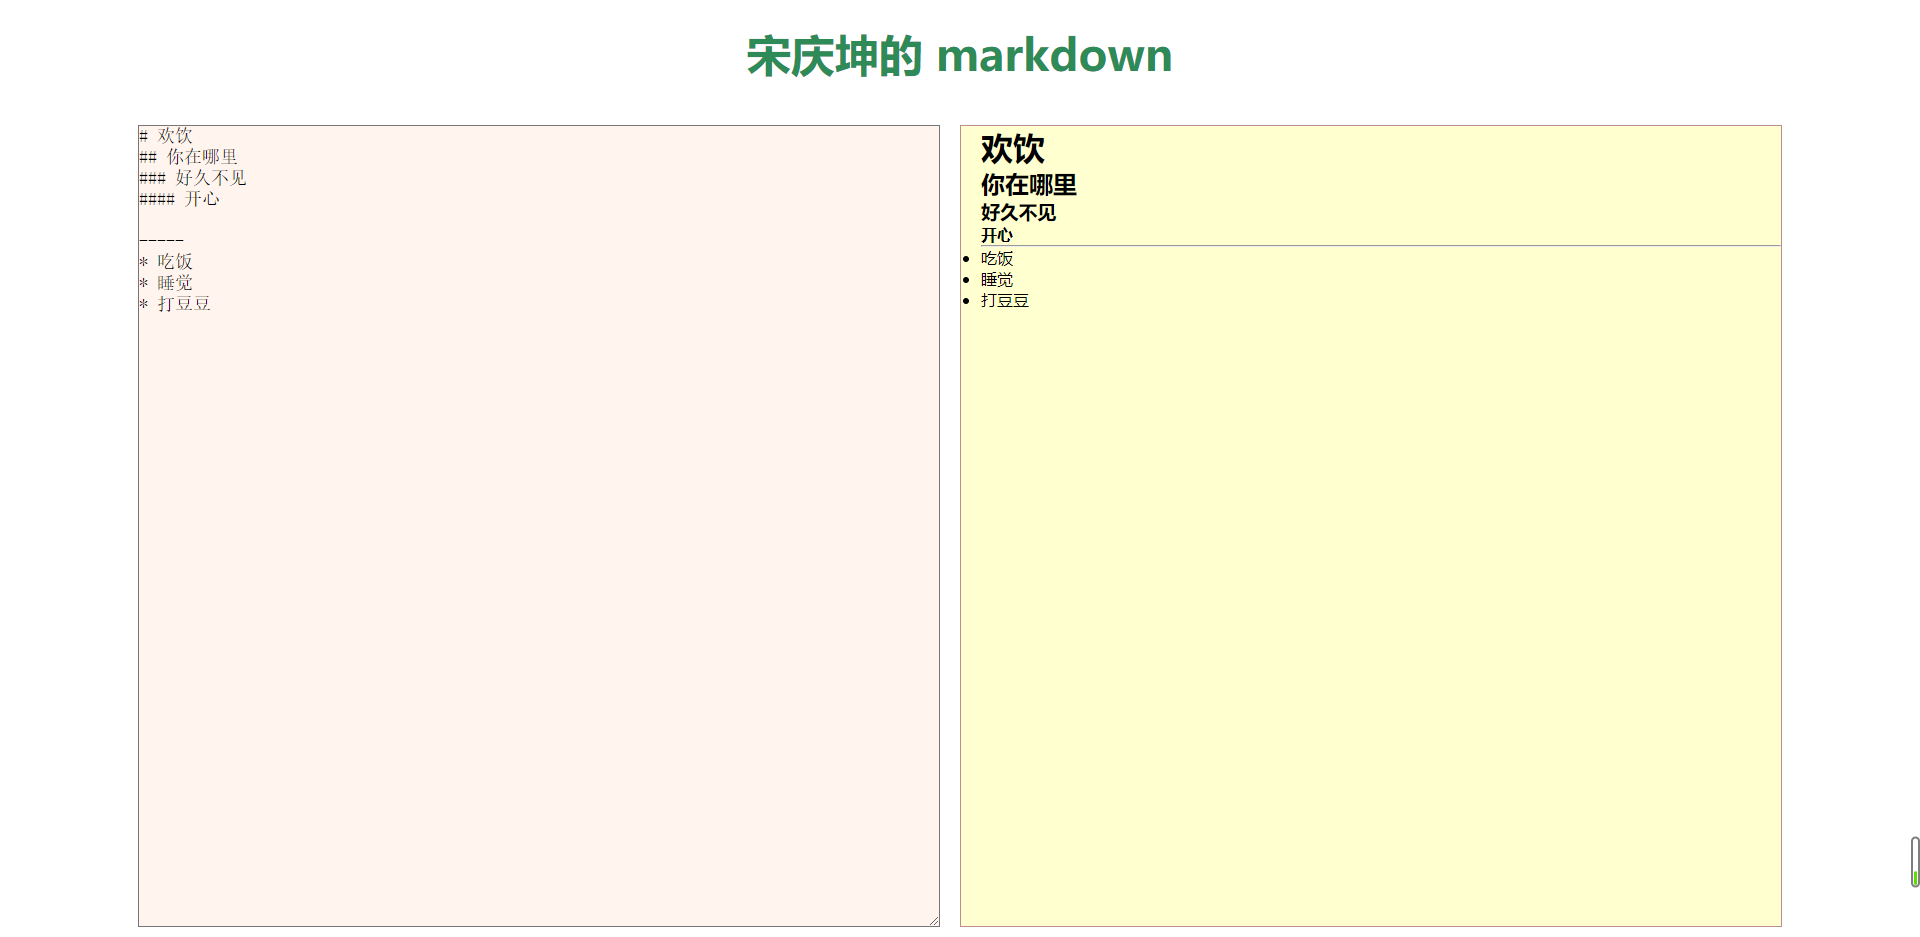 宋庆坤的 markdown
# 欢饮
## 你在哪里
### 好久不见
#### 开心

-----
* 吃饭
* 睡觉
* 打豆豆
欢饮
你在哪里
好久不见
开心
• 吃饭
• 睡觉
• 打豆豆